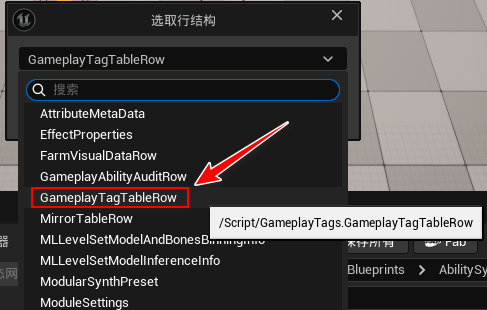 选取行结构
GameplayTagTableRow
搜索
AttributeMetaData
EffectProperties
FarmVisualDataRow
GameplayAbilityAuditRow
GameplayTagTableRow
/Script/GameplayTags.GameplayTagTableRow
MirrorTableRow
MLLevelSetModelAndBonesBinningInfo
器
保存所有
Fab
MLLevelSetModelInferenceInfo
态网
Blueprints > AbilitySy
ModularSynthPreset
ModuleSettings